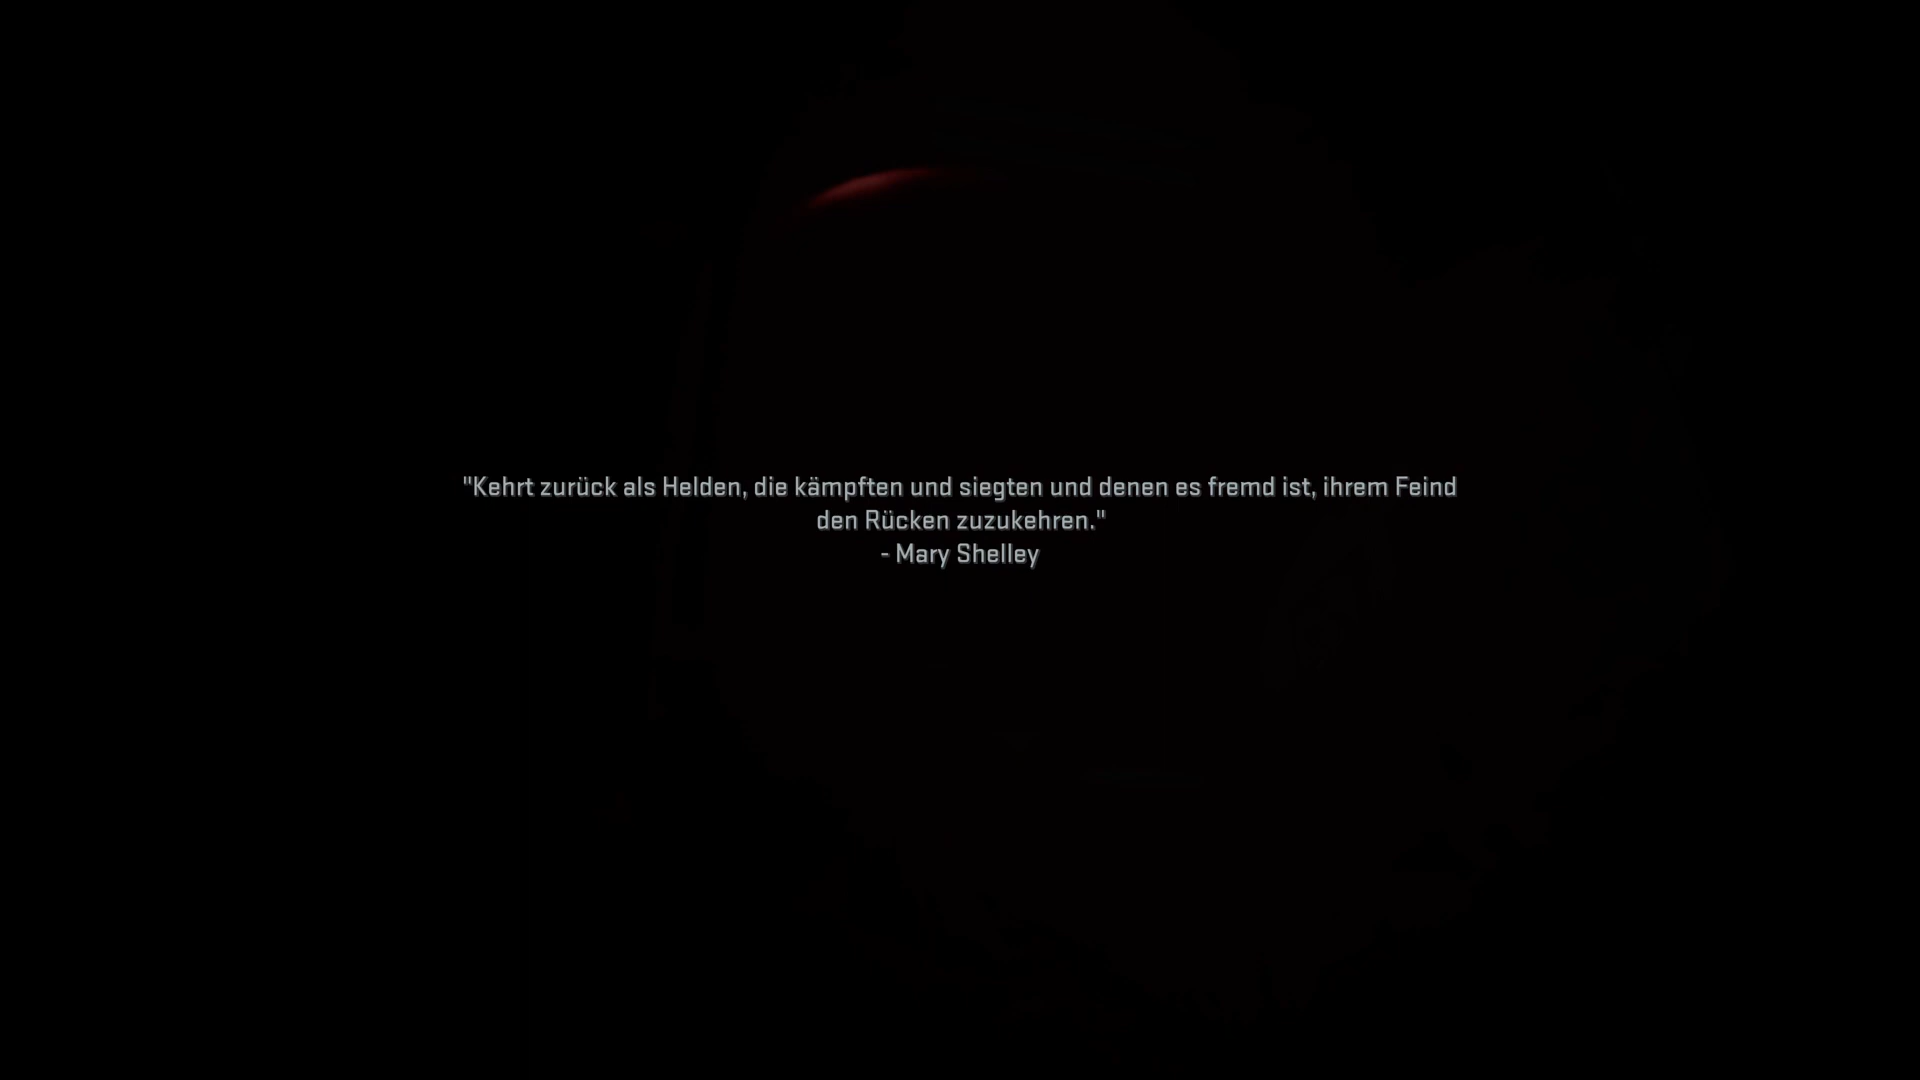 "Kehrt zurück als Helden, die kämpften und siegten und denen es fremd ist, ihrem Feind
den Rücken zuzukehren."
- Mary Shelley